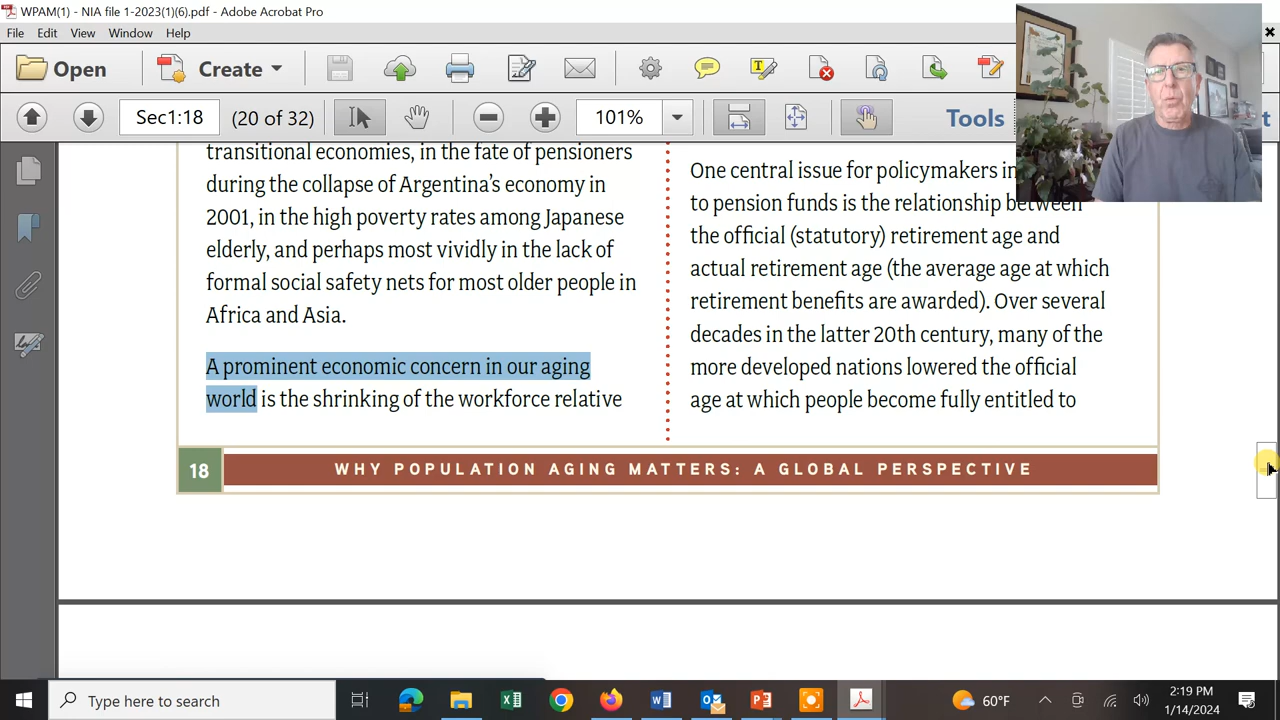 WPAM(1) - NIA file 1-2023(1)(6).pdf - Adobe Acrobat Pro
File Edit View Window Help
Open Create
Sec1:18 (20 of 32) 101% Tools
transitional economies, in the fate of pensioners
during the collapse of Argentina's economy in
2001, in the high poverty rates among Japanese
elderly, and perhaps most vividly in the lack of
formal social safety nets for most older people in
Africa and Asia.
A prominent economic concern in our aging
world is the shrinking of the workforce relative
One central issue for policymakers in
to pension funds is the relationship between
the official (statutory) retirement age and
actual retirement age (the average age at which
retirement benefits are awarded). Over several
decades in the latter 20th century, many of the
more developed nations lowered the official
age at which people become fully entitled to
18 WHY POPULATION AGING MATTERS: A GLOBAL PERSPECTIVE
Type here to search
60°F
2:19 PM
1/14/2024